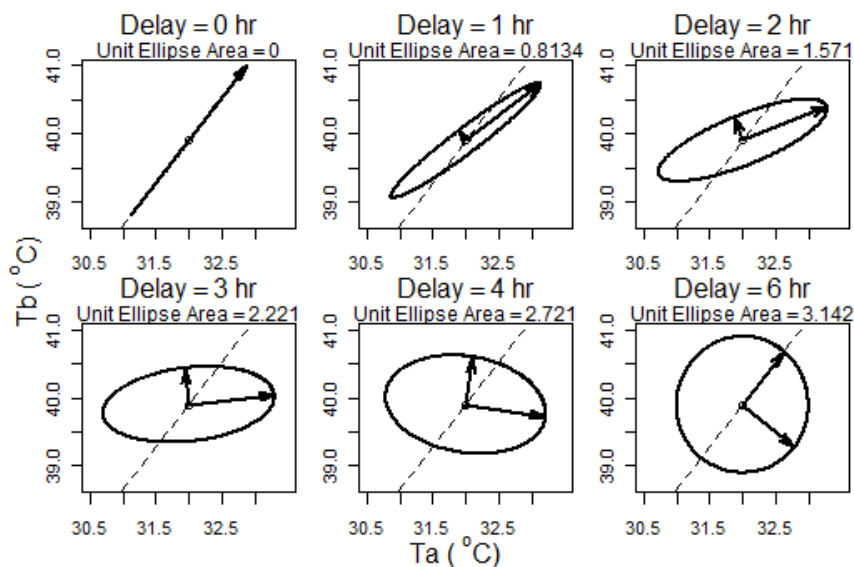 Delay = 0 hr
Unit Ellipse Area = 0
Delay = 1 hr
Unit Ellipse Area = 0.8134
Delay = 2 hr
Unit Ellipse Area = 1.571
41.0
40.0
39.0
30.5 31.5 32.5
41.0
40.0
39.0
30.5 31.5 32.5
41.0
40.0
39.0
30.5 31.5 32.5
Tb ( °C)
Delay = 3 hr
Unit Ellipse Area = 2.221
Delay = 4 hr
Unit Ellipse Area = 2.721
Delay = 6 hr
Unit Ellipse Area = 3.142
41.0
40.0
39.0
30.5 31.5 32.5
41.0
40.0
39.0
30.5 31.5 32.5
41.0
40.0
39.0
30.5 31.5 32.5
Ta ( °C)